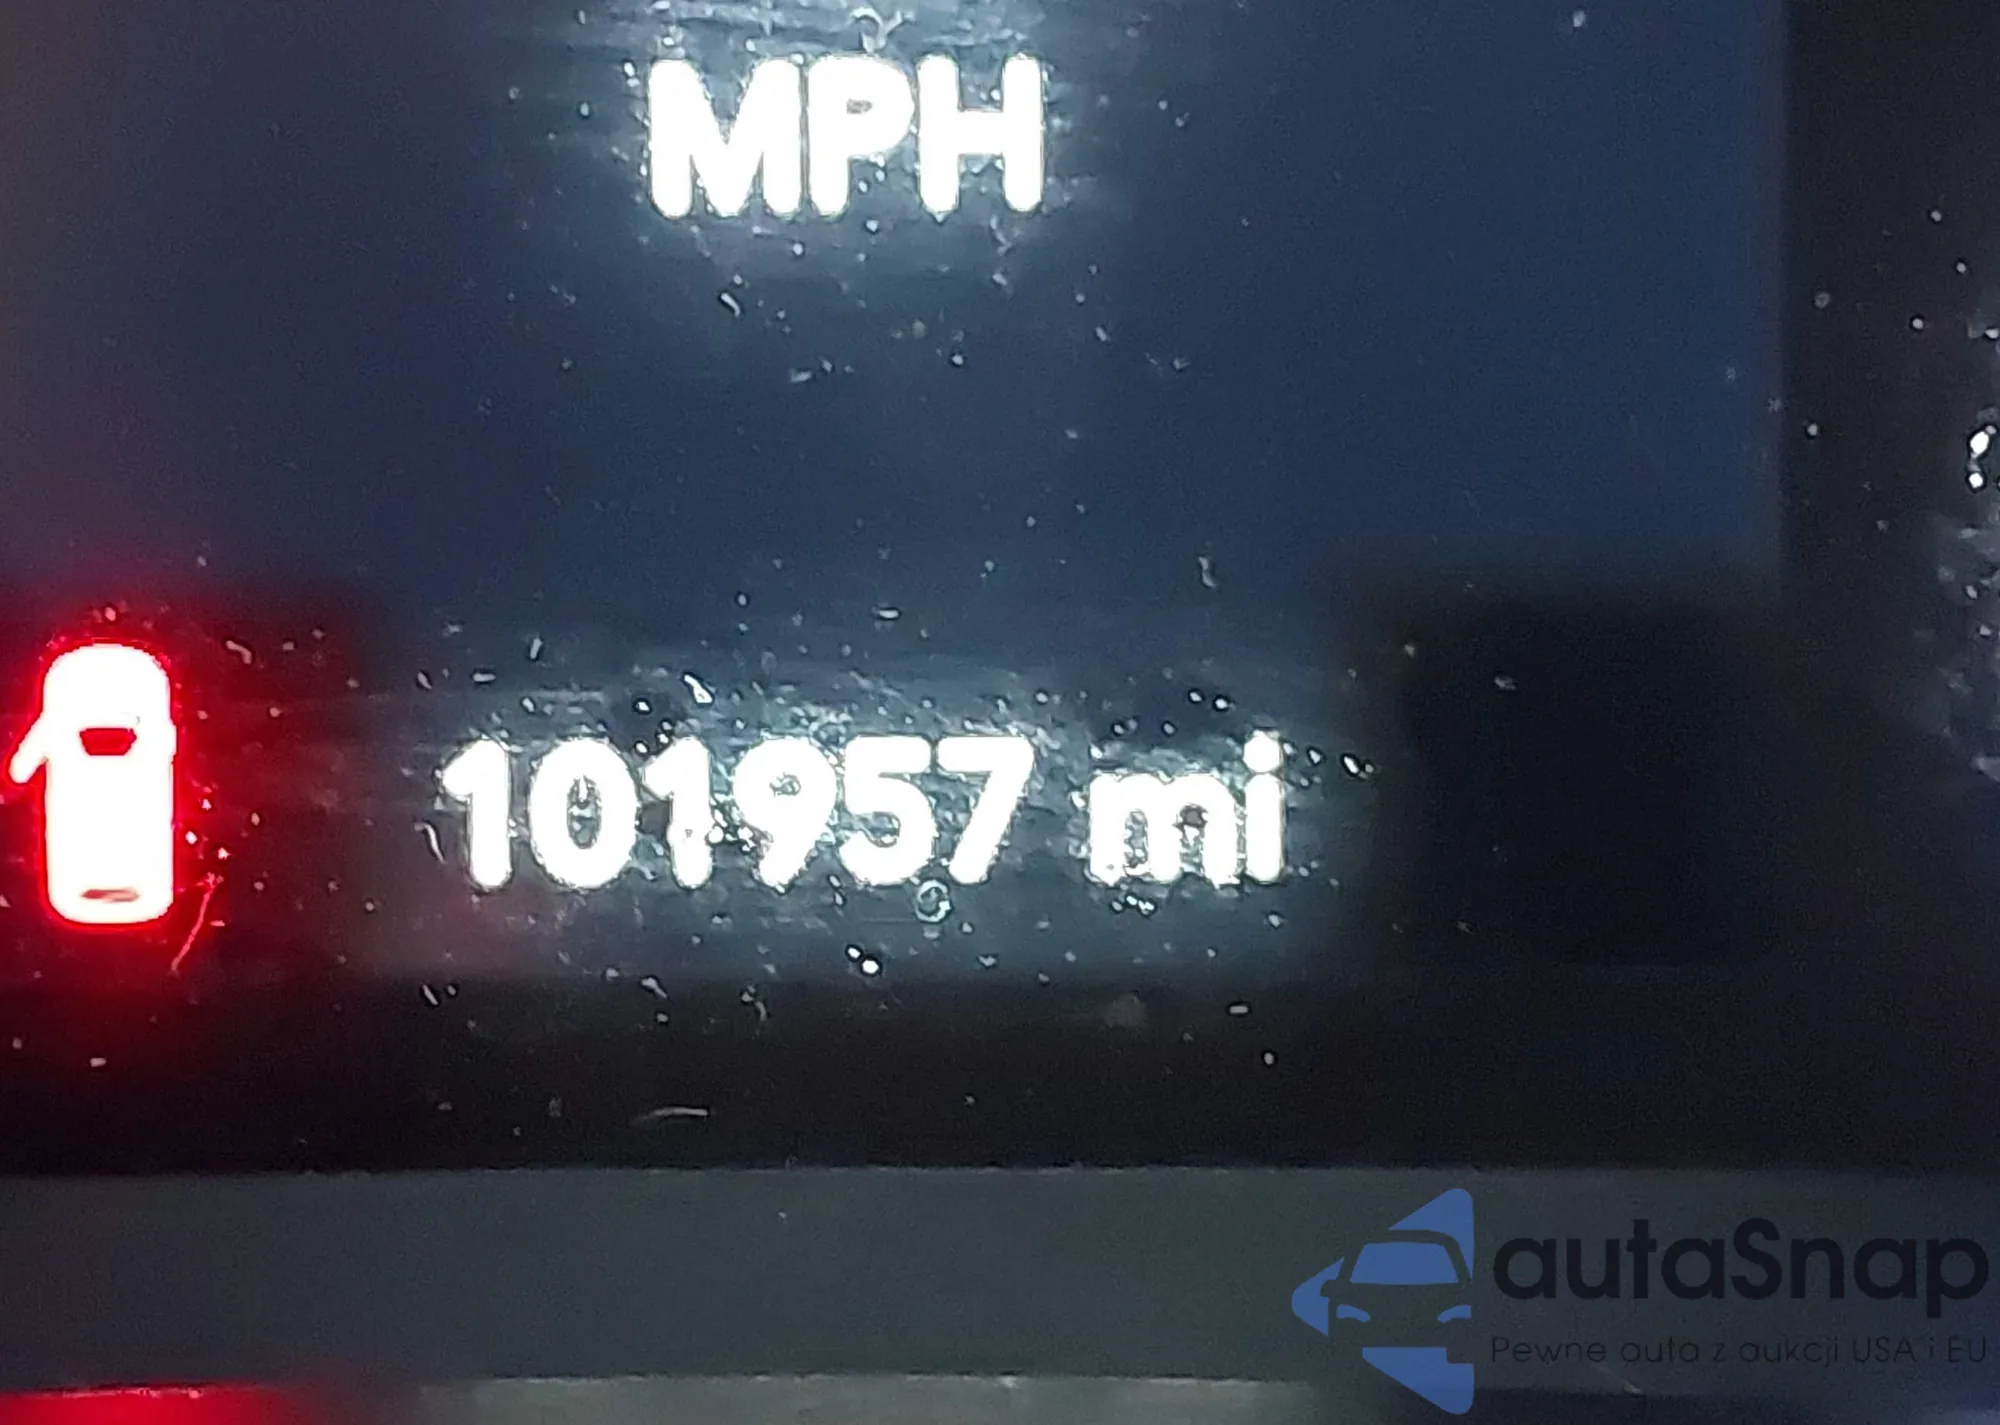 MPH
101957 mi
autaSnap
Pewne auta z aukcji USA i EU